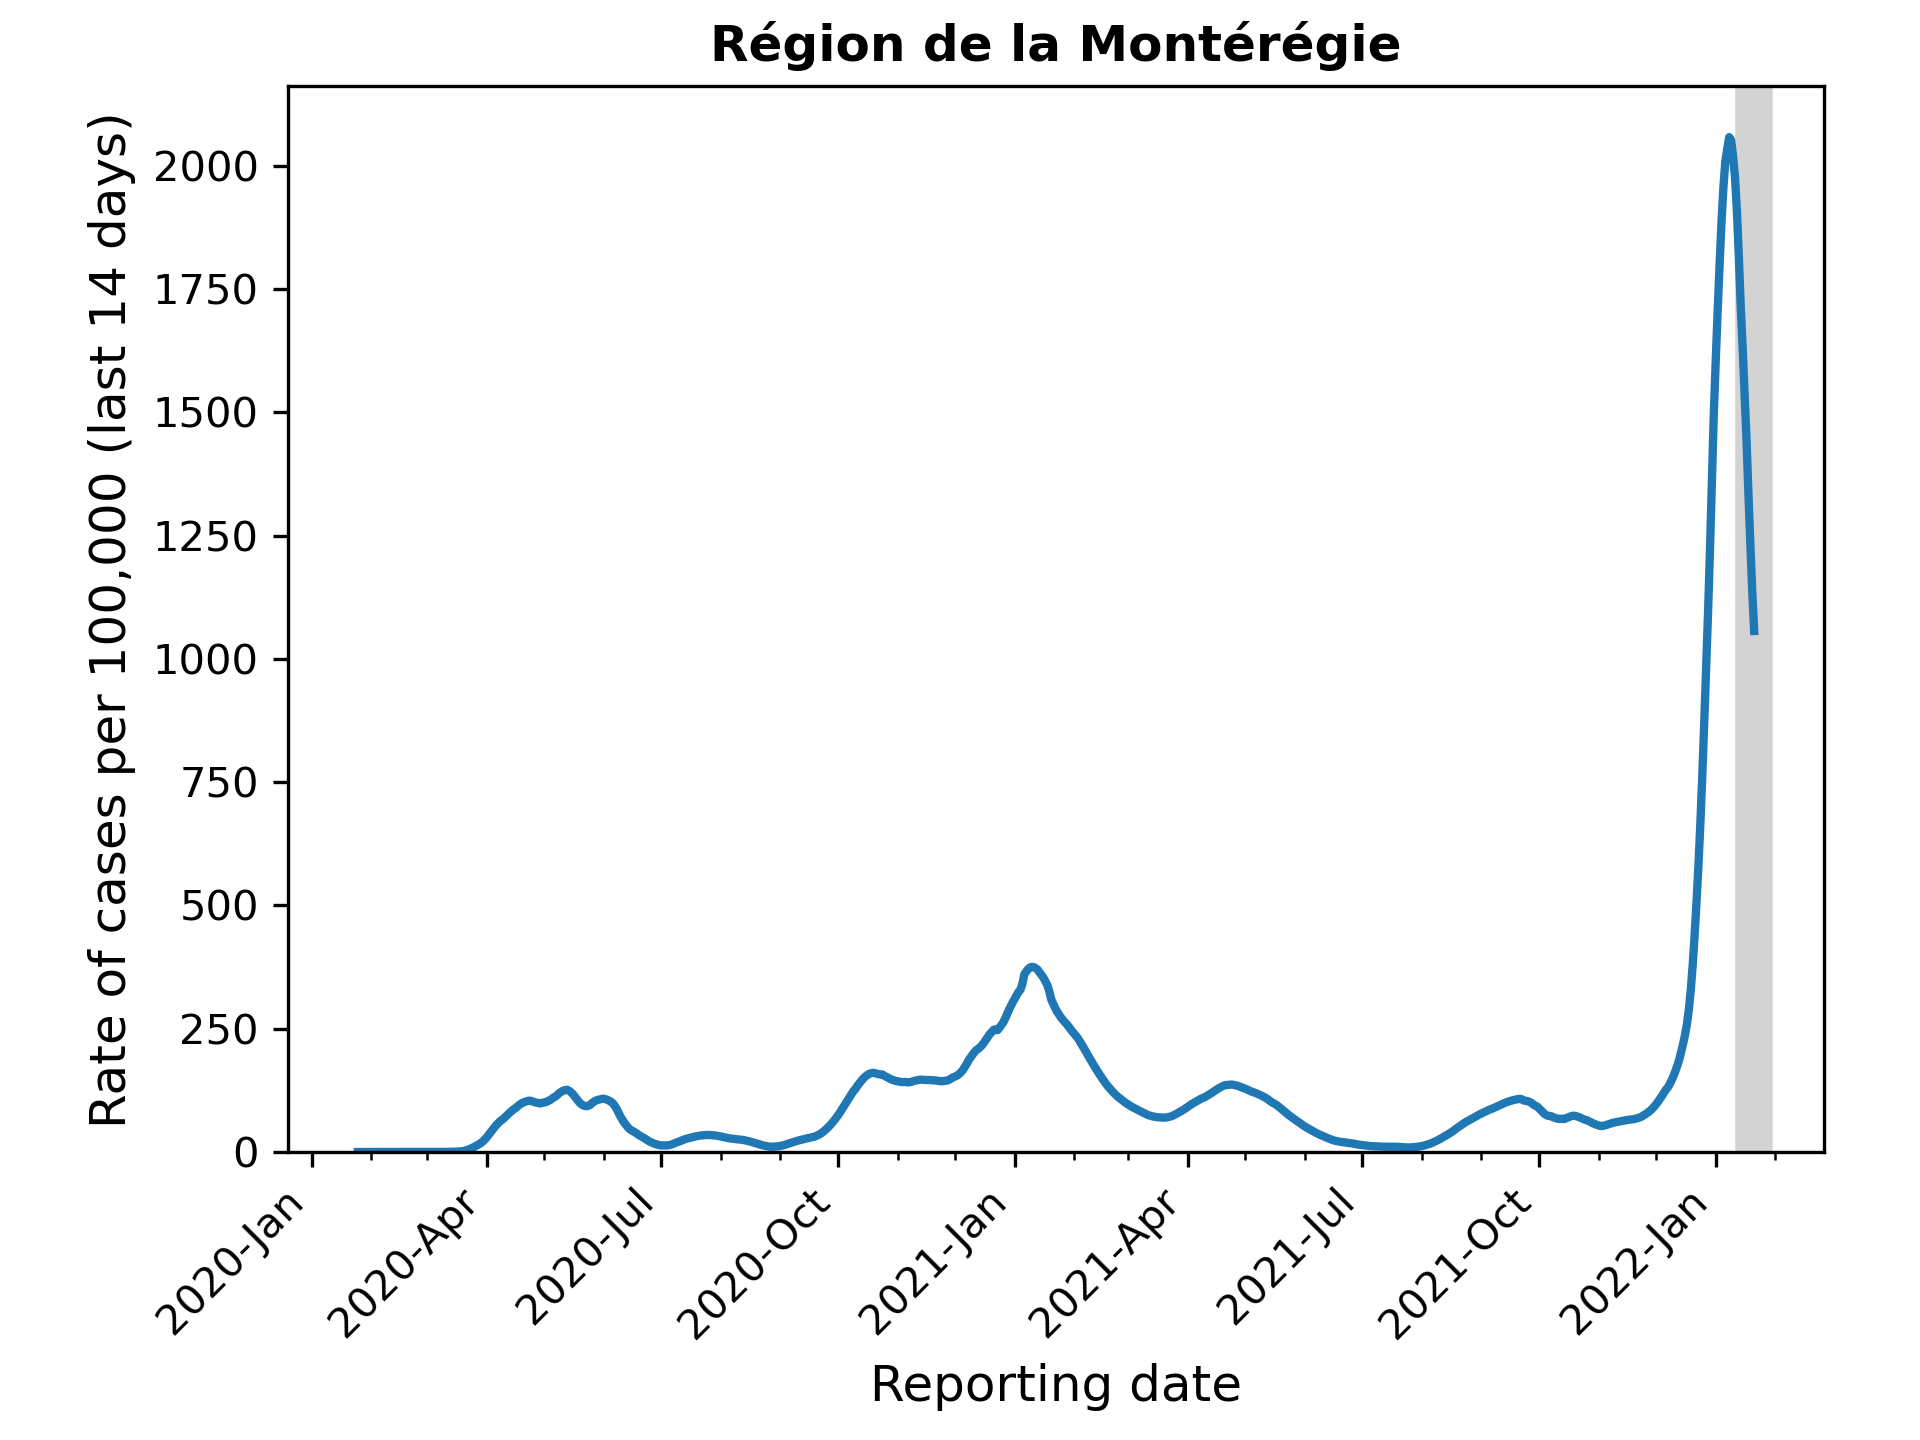 Région de la Montérégie
Rate of cases per 100,000 (last 14 days)
2000
1750
1500
1250
1000
750
500
250
0
2020-Jan
2020-Apr
2020-Jul
2020-Oct
2021-Jan
2021-Apr
2021-Jul
2021-Oct
2022-Jan
Reporting date